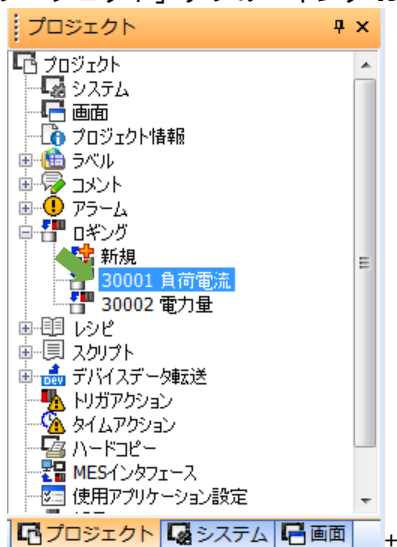 プロジェクト
プロジェクト
システム
画面
プロジェクト情報
ラベル
コメント
アラーム
ロギング
新規
30001 負荷電流
30002 電力量
レシピ
スクリプト
デバイスデータ転送
トリガアクション
タイムアクション
ハードコピー
MESインタフェース
使用アプリケーション設定
プロジェクト システム 画面